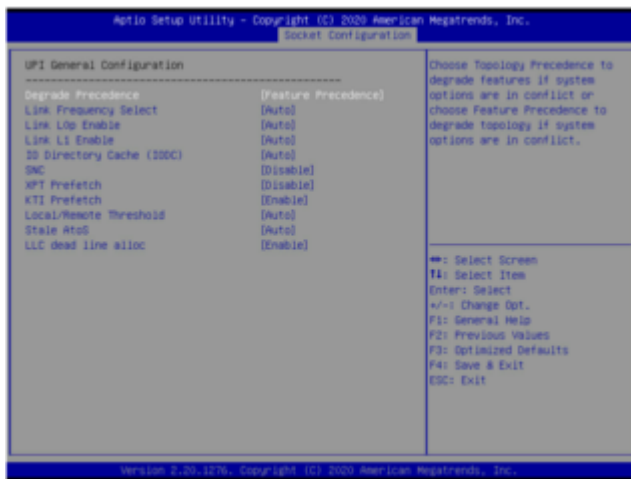 Aptio Setup Utility - Copyright (C) 2020 American Megatrends, Inc.
Socket Configuration
UPI General Configuration
--------------------------------------------------
Degrade Precedence [Feature Precedence]
Link Frequency Select [Auto]
Link L0p Enable [Auto]
Link L1 Enable [Auto]
IO Directory Cache (IODC) [Auto]
SNC [Disable]
XPT Prefetch [Disable]
KTI Prefetch [Enable]
Local/Remote Threshold [Auto]
Stale AtoS [Auto]
LLC dead line alloc [Enable]
Choose Topology Precedence to
degrade features if system
options are in conflict or
choose Feature Precedence to
degrade topology if system
options are in conflict.
↔: Select Screen
↑↓: Select Item
Enter: Select
+/-: Change Opt.
F1: General Help
F2: Previous Values
F3: Optimized Defaults
F4: Save & Exit
ESC: Exit
Version 2.20.1276. Copyright (C) 2020 American Megatrends, Inc.